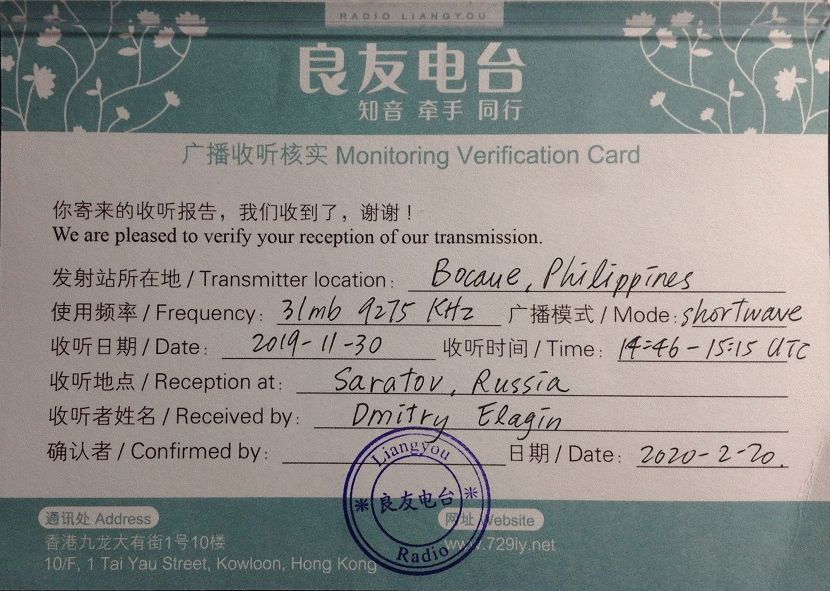 RADIO LIANGYOU
良友电台
知音 牵手 同行
广播收听核实 Monitoring Verification Card
你寄来的收听报告，我们收到了，谢谢！
We are pleased to verify your reception of our transmission.
发射站所在地 / Transmitter location: Bocaue, Philippines
使用频率 / Frequency: 31mb 9275 KHz 广播模式 / Mode: shortwave
收听日期 / Date: 2019-11-30 收听时间 / Time: 14:46-15:15 UTC
收听地点 / Reception at: Saratov, Russia
收听者姓名 / Received by: Dmitry Elagin
确认者 / Confirmed by: 日期 / Date: 2020-2-20.
Liangyou
良友电台
Radio
通讯处 Address 网址 Website
香港九龙大有街1号10楼 www.729ly.net
10/F, 1 Tai Yau Street, Kowloon, Hong Kong